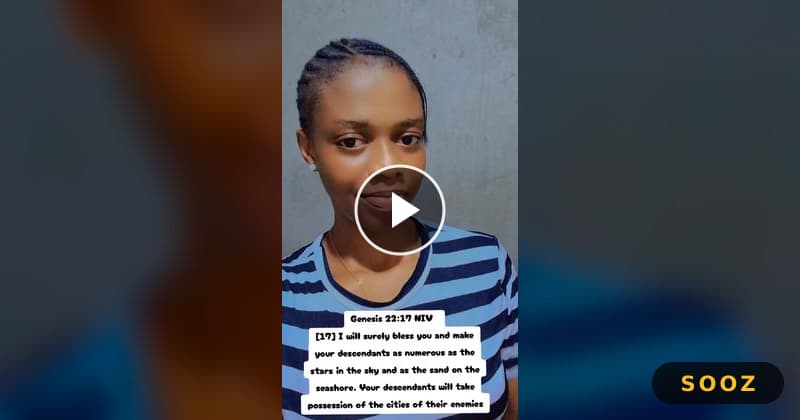 Genesis 22:17 NIV
[17] I will surely bless you and make
your descendants as numerous as the
stars in the sky and as the sand on the
seashore. Your descendants will take
possession of the cities of their enemies
SOOZ